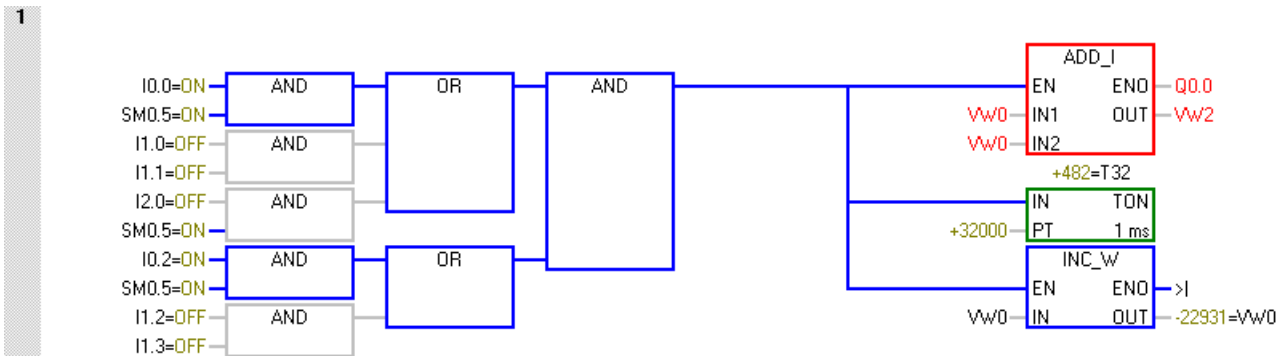 1
ADD_I
I0.0=ON AND OR AND EN ENO Q0.0
SM0.5=ON VW0 IN1 OUT VW2
I1.0=OFF AND VW0 IN2
I1.1=OFF +482=T32
I2.0=OFF AND IN TON
SM0.5=ON +32000 PT 1 ms
I0.2=ON AND OR INC_W
SM0.5=ON EN ENO >|
I1.2=OFF AND VW0 IN OUT -22931=VW0
I1.3=OFF